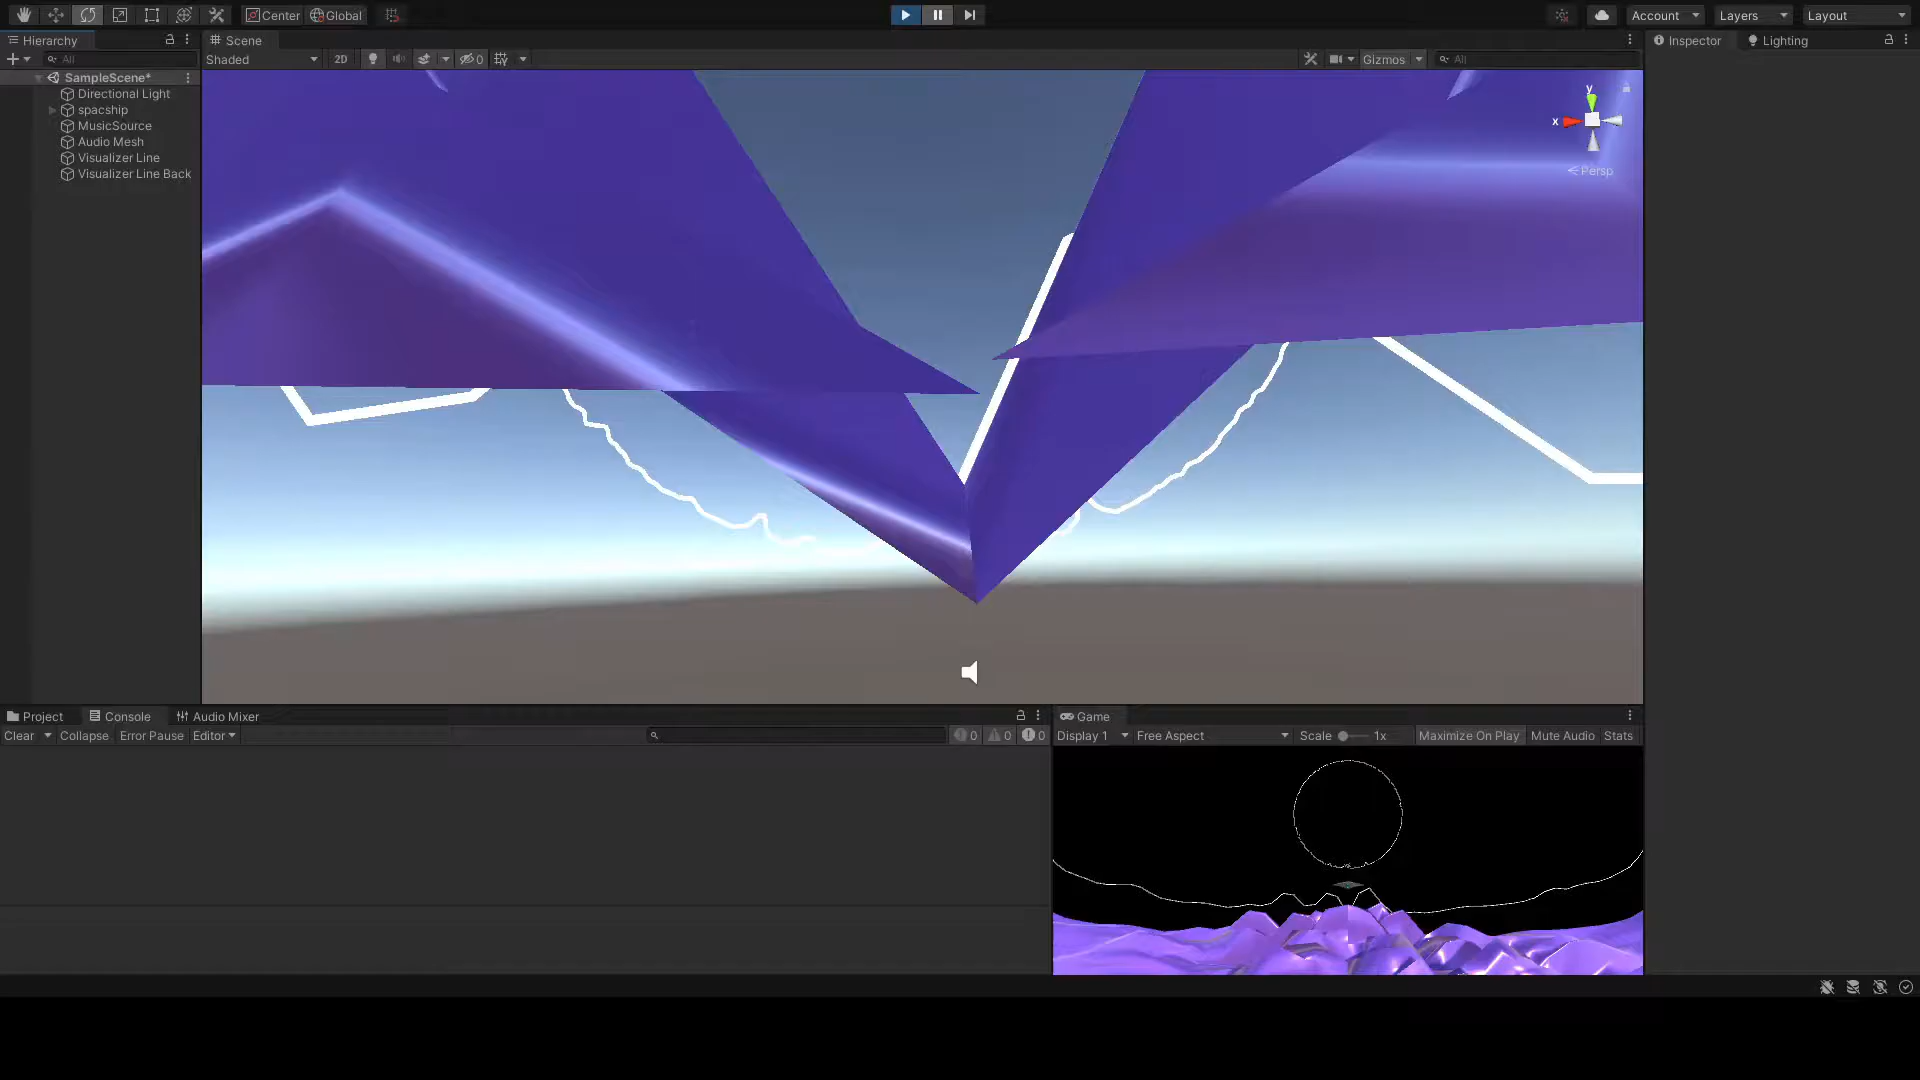 Center Global
Account Layers Layout
Hierarchy
Scene
Inspector Lighting
All
Shaded 2D 0 Gizmos All
SampleScene*
Directional Light
spacship
MusicSource
Audio Mesh
Visualizer Line
Visualizer Line Back
y
x
Persp
Project Console Audio Mixer
Clear Collapse Error Pause Editor 0 0 0
Game
Display 1 Free Aspect Scale 1x Maximize On Play Mute Audio Stats